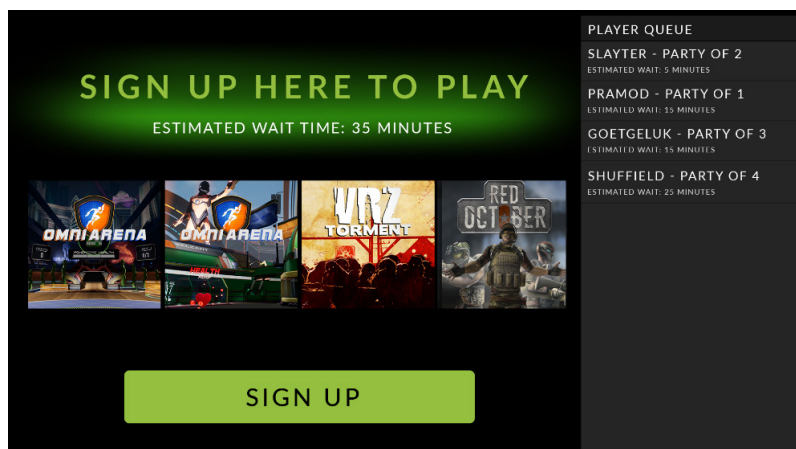 SIGN UP HERE TO PLAY
ESTIMATED WAIT TIME: 35 MINUTES
OMNI ARENA
OMNI ARENA
HEALTH
VRZ
TORMENT
RED
OCTOBER
SIGN UP
PLAYER QUEUE
SLAYTER - PARTY OF 2
ESTIMATED WAIT: 5 MINUTES
PRAMOD - PARTY OF 1
ESTIMATED WAIT: 15 MINUTES
GOETGELUK - PARTY OF 3
ESTIMATED WAIT: 15 MINUTES
SHUFFIELD - PARTY OF 4
ESTIMATED WAIT: 25 MINUTES